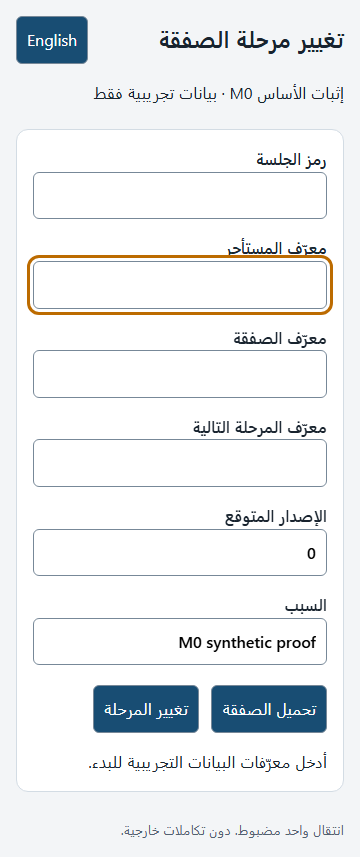 تغيير مرحلة الصفقة
English
إثبات الأساس M0 · بيانات تجريبية فقط
رمز الجلسة
معرّف المستأجر
معرّف الصفقة
معرّف المرحلة التالية
الإصدار المتوقع
0
السبب
M0 synthetic proof
تحميل الصفقة
تغيير المرحلة
أدخل معرّفات البيانات التجريبية للبدء.
انتقال واحد مضبوط. دون تكاملات خارجية.